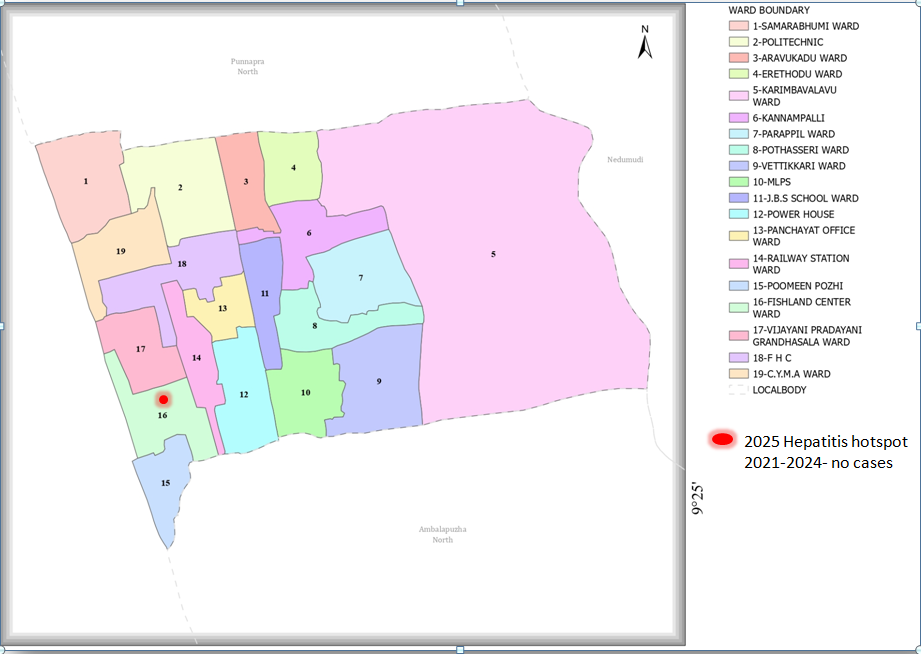 WARD BOUNDARY
1-SAMARABHUMI WARD
2-POLITECHNIC
3-ARAVUKADU WARD
4-ERETHODU WARD
5-KARIMBAVALAVU
WARD
6-KANNAMPALLI
7-PARAPPIL WARD
8-POTHASSERI WARD
9-VETTIKKARI WARD
10-MLPS
11-J.B.S SCHOOL WARD
12-POWER HOUSE
13-PANCHAYAT OFFICE
WARD
14-RAILWAY STATION
WARD
15-POOMEEN POZHI
16-FISHLAND CENTER
WARD
17-VIJAYANI PRADAYANI
GRANDHASALA WARD
18-F H C
19-C.Y.M.A WARD
LOCALBODY
2025 Hepatitis hotspot
2021-2024- no cases
9°25'
N
Punnapra
North
Nedumudi
1
2
3
4
5
6
19
18
7
11
13
8
17
14
9
10
12
16
15
Ambalapuzha
North